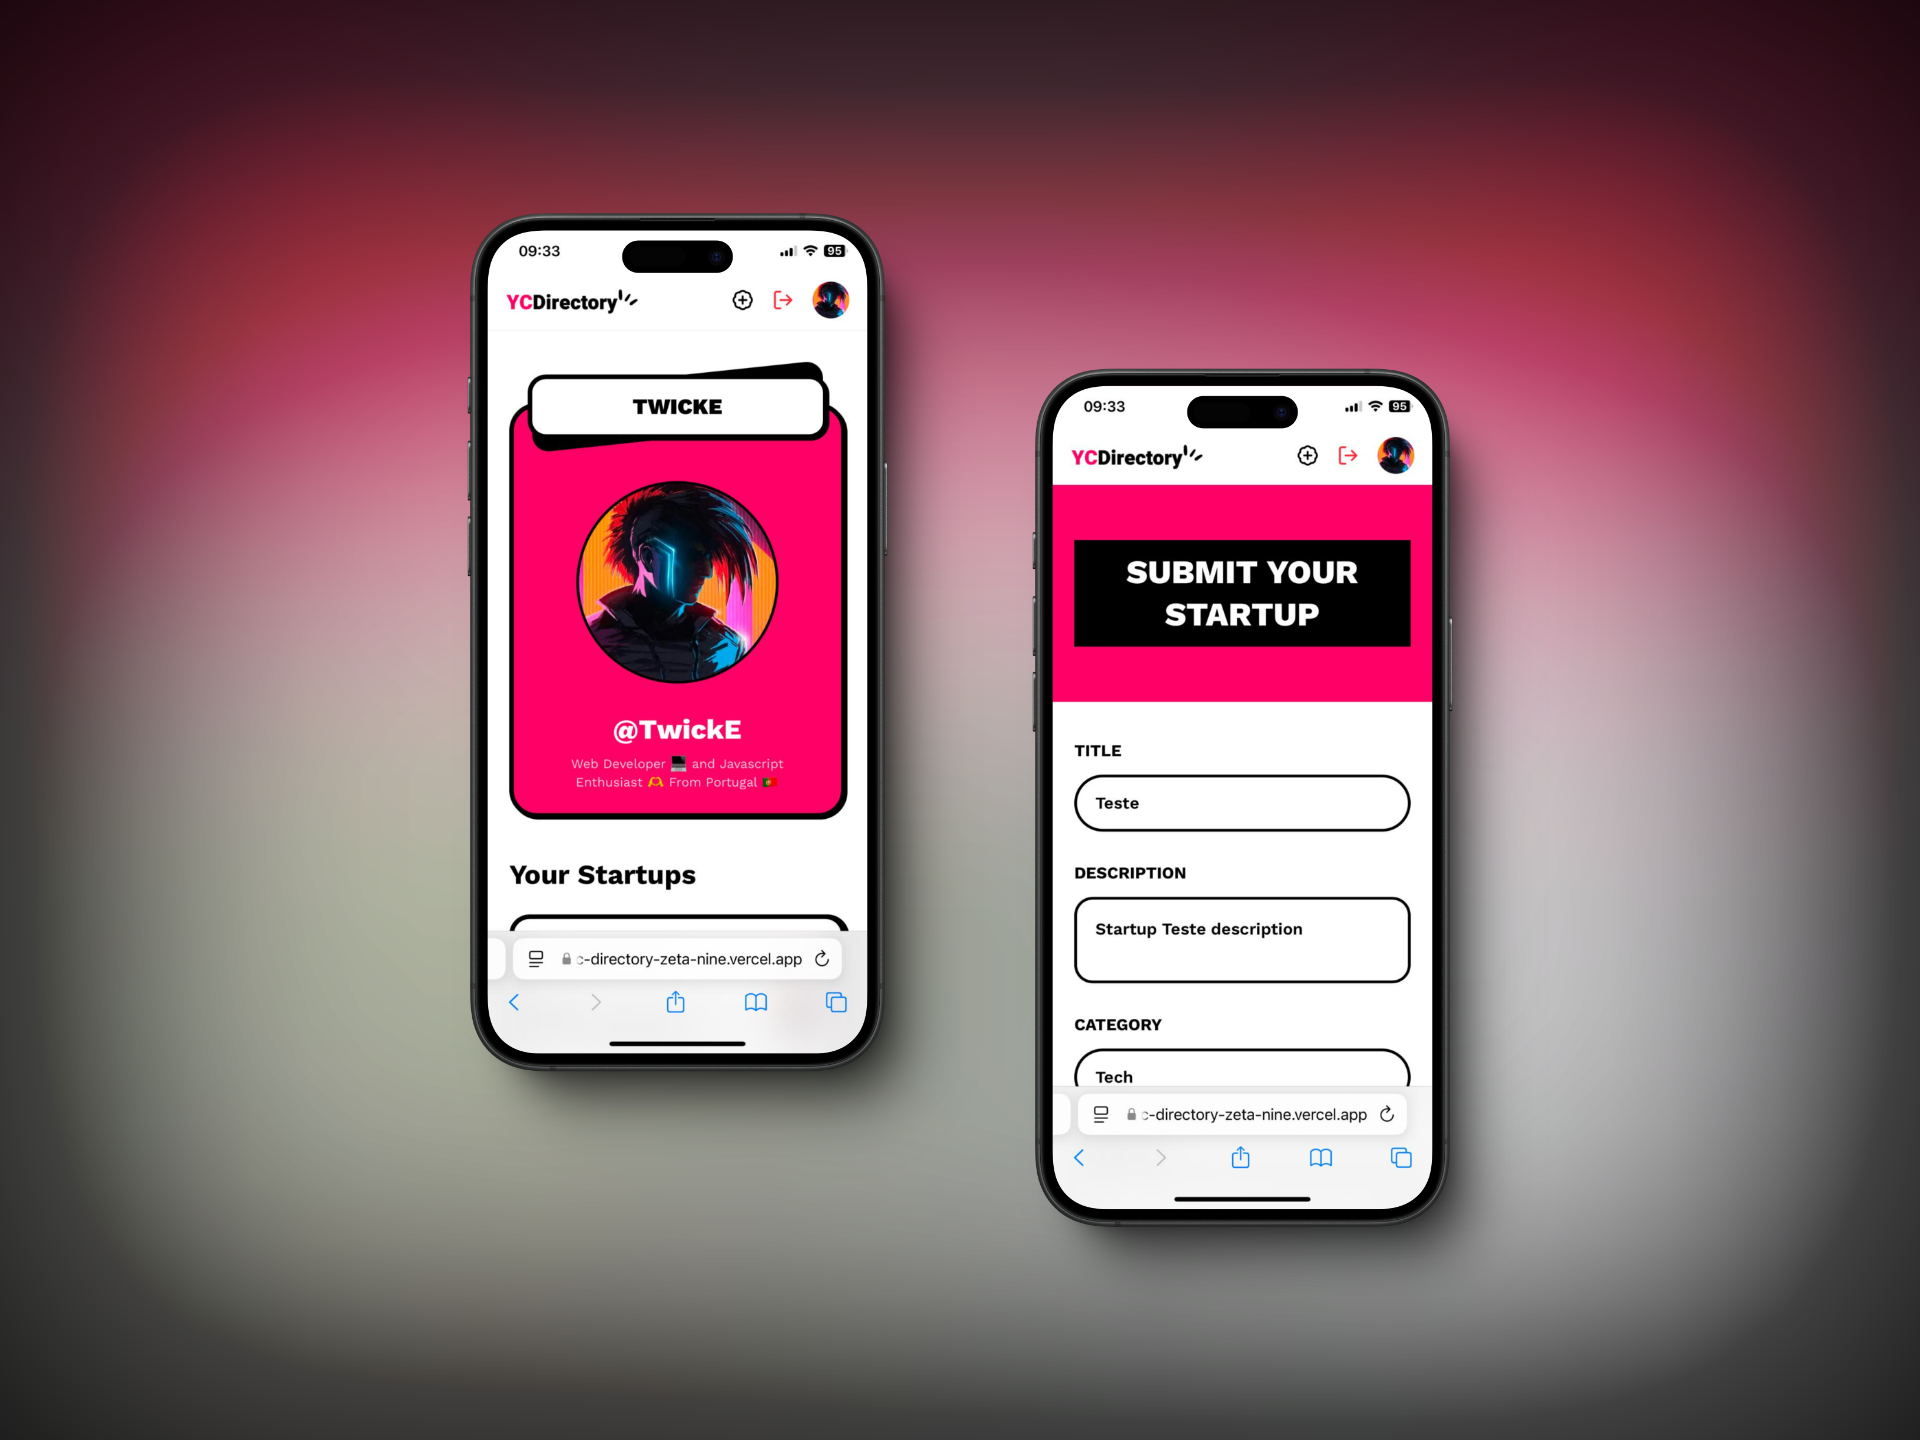 09:33
95
YCDirectory
TWICKE
@TwickE
Web Developer 💻 and Javascript
Enthusiast 🫶 From Portugal 🇵🇹
Your Startups
c-directory-zeta-nine.vercel.app
09:33
95
YCDirectory
SUBMIT YOUR
STARTUP
TITLE
Teste
DESCRIPTION
Startup Teste description
CATEGORY
Tech
c-directory-zeta-nine.vercel.app